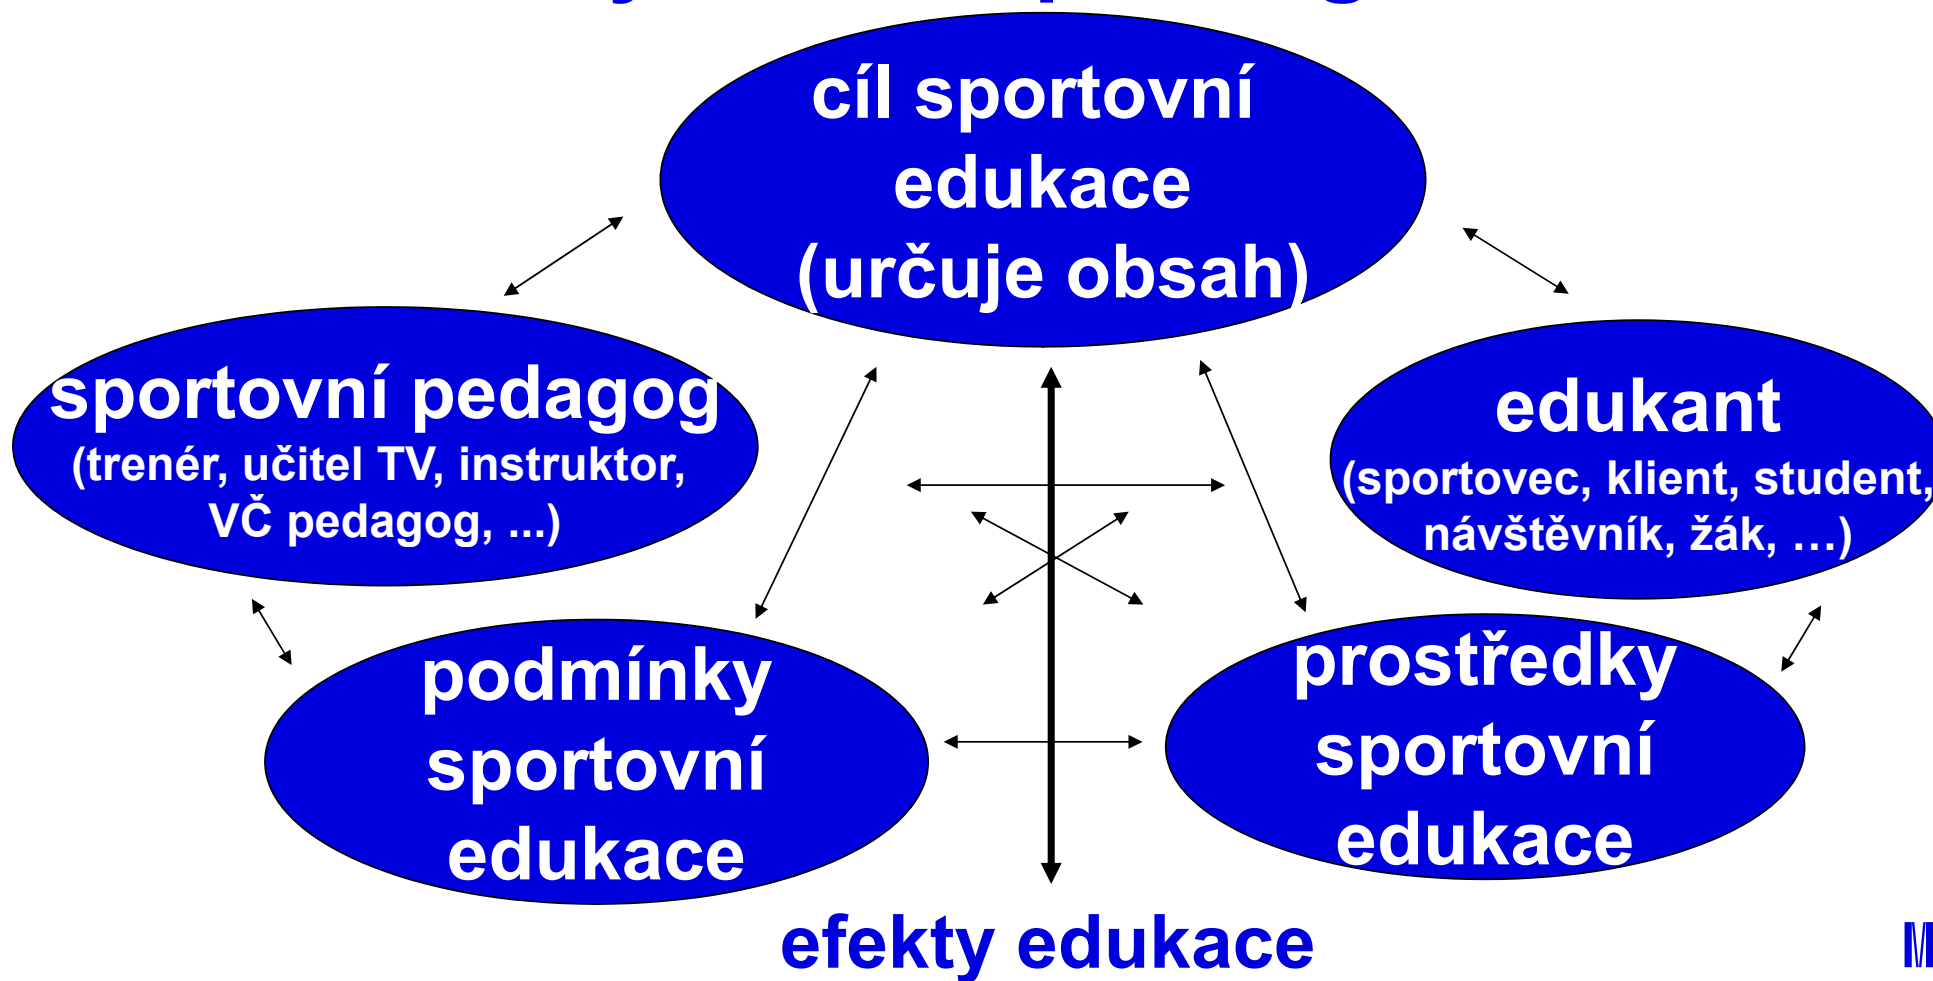 cíl sportovní
edukace
(určuje obsah)
sportovní pedagog
(trenér, učitel TV, instruktor,
VČ pedagog, ...)
edukant
(sportovec, klient, student,
návštěvník, žák, …)
podmínky
sportovní
edukace
prostředky
sportovní
edukace
efekty edukace